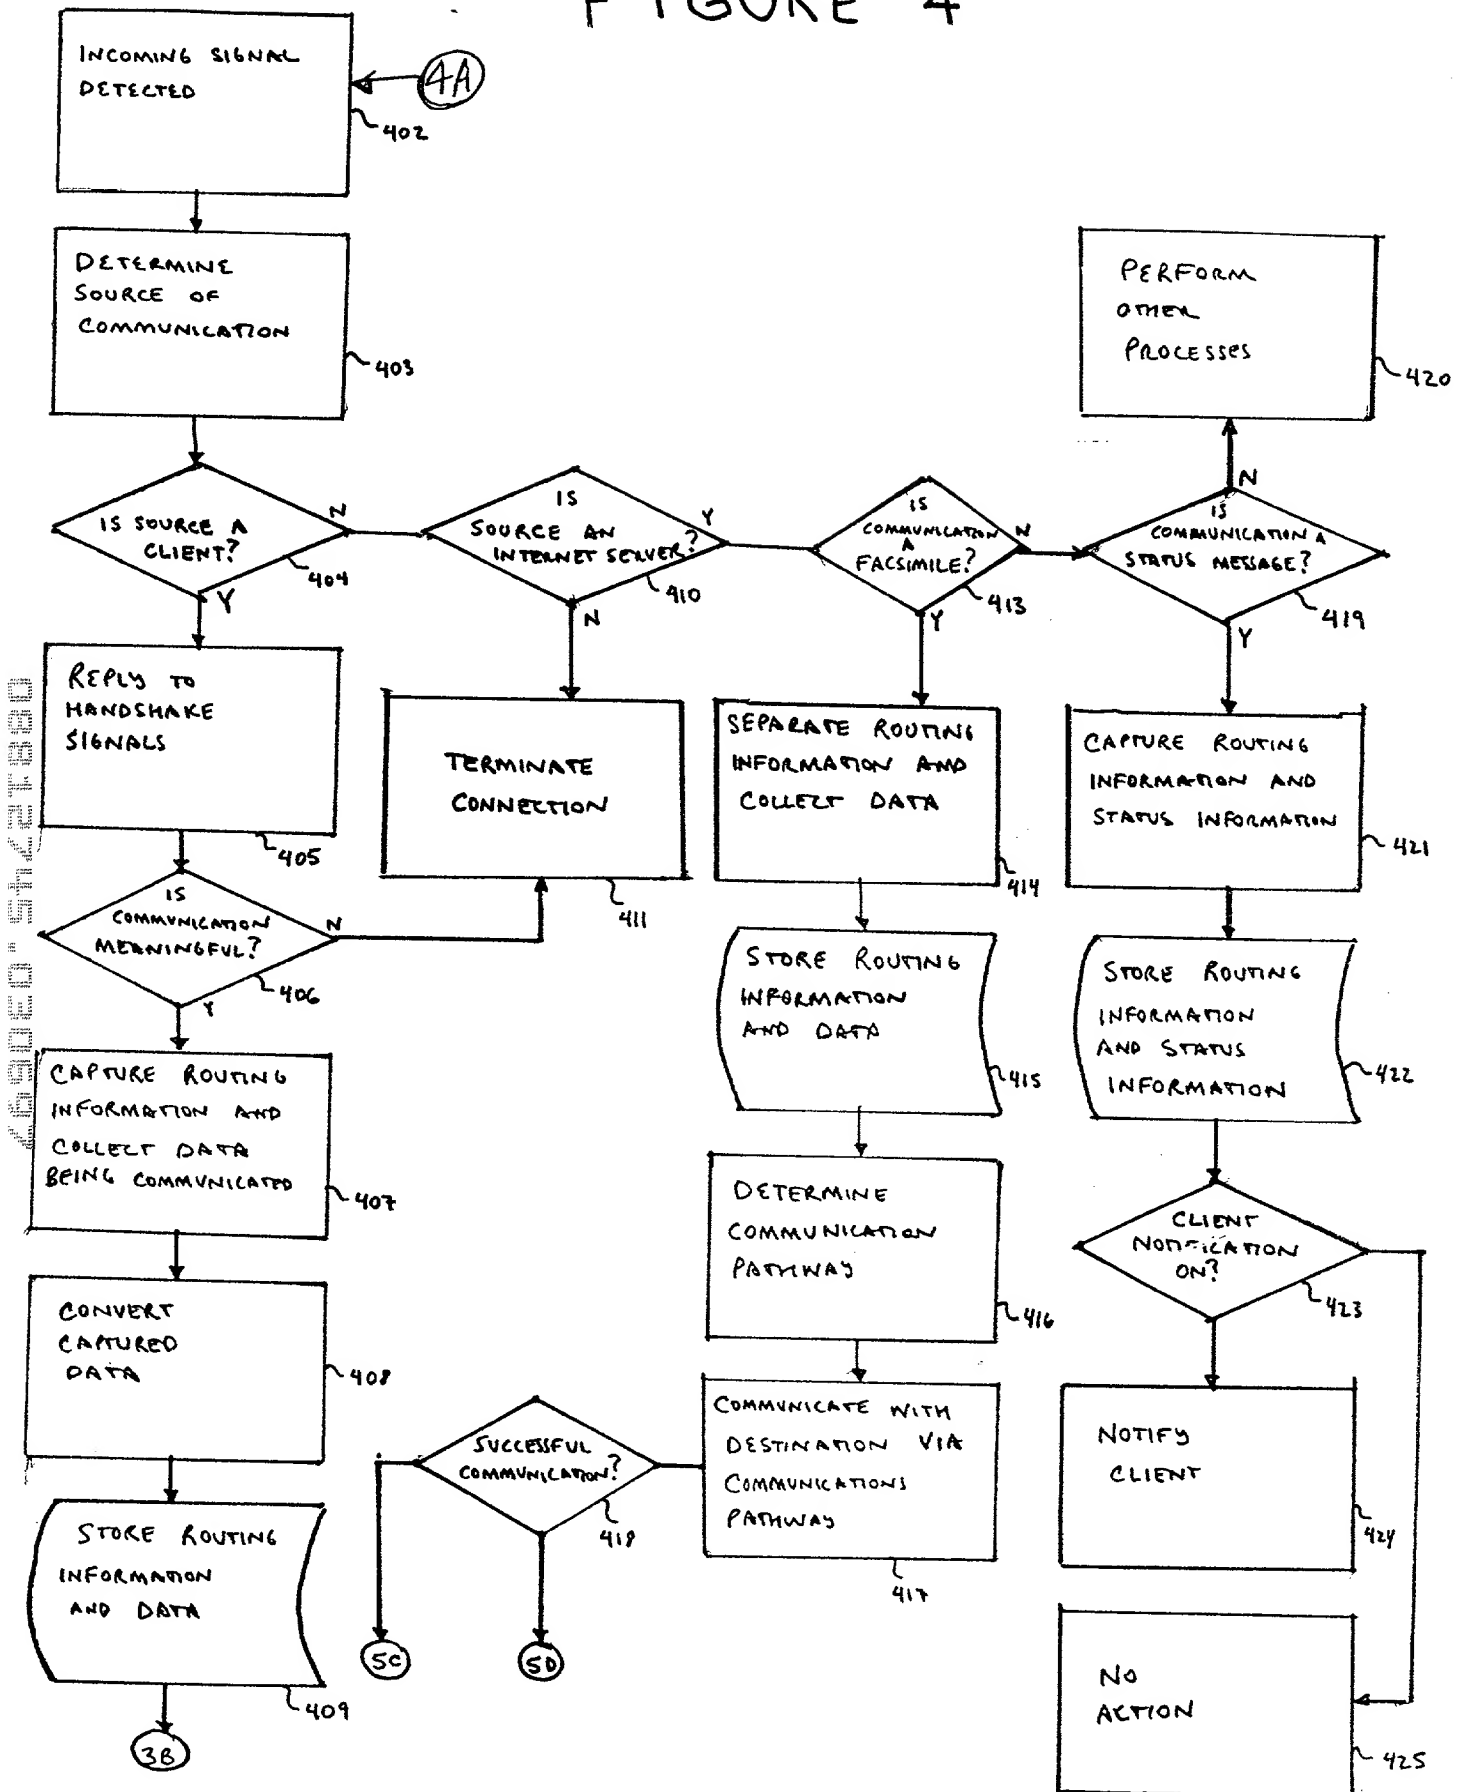 FIGURE 4
INCOMING SIGNAL
DETECTED
4A
402
DETERMINE
SOURCE OF
COMMUNICATION
403
PERFORM
OTHER
PROCESSES
420
IS SOURCE A
CLIENT?
N
404
Y
IS
SOURCE AN
INTERNET SERVER?
Y
410
N
IS
COMMUNICATION
A
FACSIMILE?
N
413
Y
N
IS
COMMUNICATION A
STATUS MESSAGE?
419
Y
REPLY TO
HANDSHAKE
SIGNALS
405
TERMINATE
CONNECTION
411
SEPARATE ROUTING
INFORMATION AND
COLLECT DATA
414
CAPTURE ROUTING
INFORMATION AND
STATUS INFORMATION
421
IS
COMMUNICATION
MEANINGFUL?
N
406
Y
STORE ROUTING
INFORMATION
AND DATA
415
STORE ROUTING
INFORMATION
AND STATUS
INFORMATION
422
CAPTURE ROUTING
INFORMATION AND
COLLECT DATA
BEING COMMUNICATED
407
DETERMINE
COMMUNICATION
PATHWAY
416
CLIENT
NOTIFICATION
ON?
423
CONVERT
CAPTURED
DATA
408
SUCCESSFUL
COMMUNICATION?
418
COMMUNICATE WITH
DESTINATION VIA
COMMUNICATIONS
PATHWAY
417
NOTIFY
CLIENT
424
STORE ROUTING
INFORMATION
AND DATA
409
5C
5D
NO
ACTION
425
3B